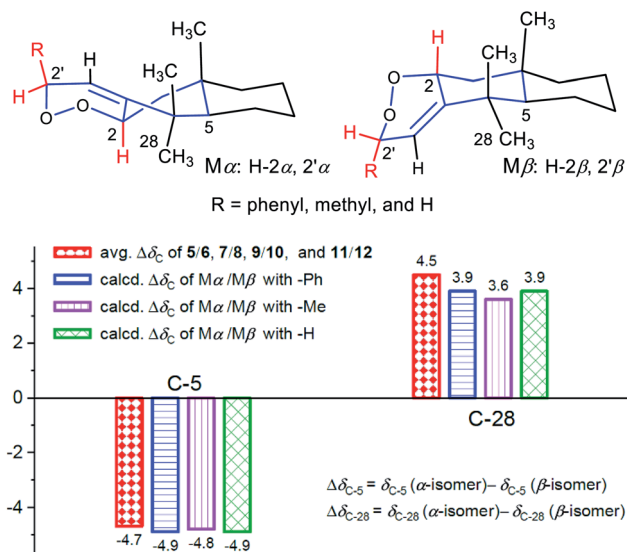 R
H
2'
H
H₃C
H₃C
O
O
2
H
28
CH₃
5
Mα: H-2α, 2'α
H
2
O
O
H
2'
R
H
CH₃
CH₃
5
28
CH₃
Mβ: H-2β, 2'β
R = phenyl, methyl, and H
avg. ΔδC of 5/6, 7/8, 9/10, and 11/12
calcd. ΔδC of Mα/Mβ with -Ph
calcd. ΔδC of Mα/Mβ with -Me
calcd. ΔδC of Mα/Mβ with -H
4
2
0
-2
-4
C-5
-4.7
-4.9
-4.8
-4.9
4.5
3.9
3.6
3.9
C-28
ΔδC-5 = δC-5 (α-isomer)– δC-5 (β-isomer)
ΔδC-28 = δC-28 (α-isomer)– δC-28 (β-isomer)